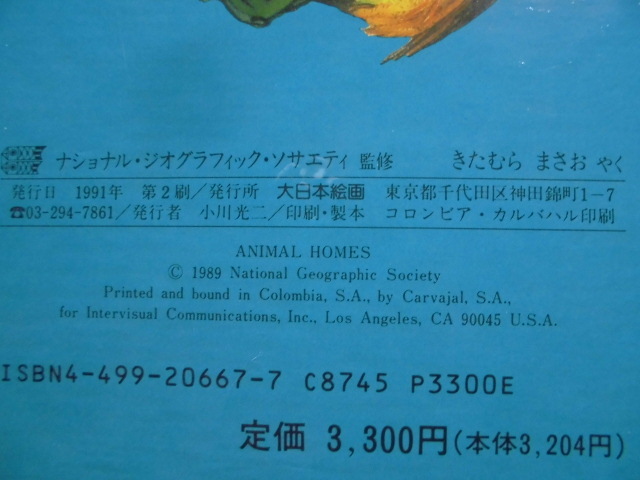 ナショナル・ジオグラフィック・ソサエティ 監修 きたむら まさお やく
発行日 1991年 第2刷／発行所 大日本絵画 東京都千代田区神田錦町1－7
☎03-294-7861／発行者 小川光二／印刷・製本 コロンビア・カルバハル印刷
ANIMAL HOMES
© 1989 National Geographic Society
Printed and bound in Colombia, S.A., by Carvajal, S.A.,
for Intervisual Communications, Inc., Los Angeles, CA 90045 U.S.A.
ISBN4-499-20667-7 C8745 P3300E
定価 3,300円(本体3,204円)